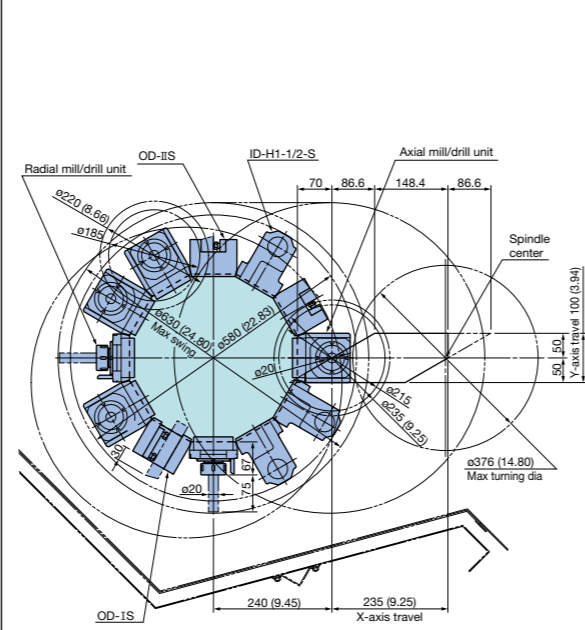 OD-IIS
ID-H1-1/2-S
Axial mill/drill unit
Radial mill/drill unit
70
86.6
148.4
86.6
ø220 (8.66)
ø185
Spindle
center
ø630 (24.80)
Max swing
ø580 (22.83)
ø20
50
50
Y-axis travel 100 (3.94)
ø215
ø235 (9.25)
ø376 (14.80)
Max turning dia
30
ø20
67
75
OD-IS
240 (9.45)
235 (9.25)
X-axis travel